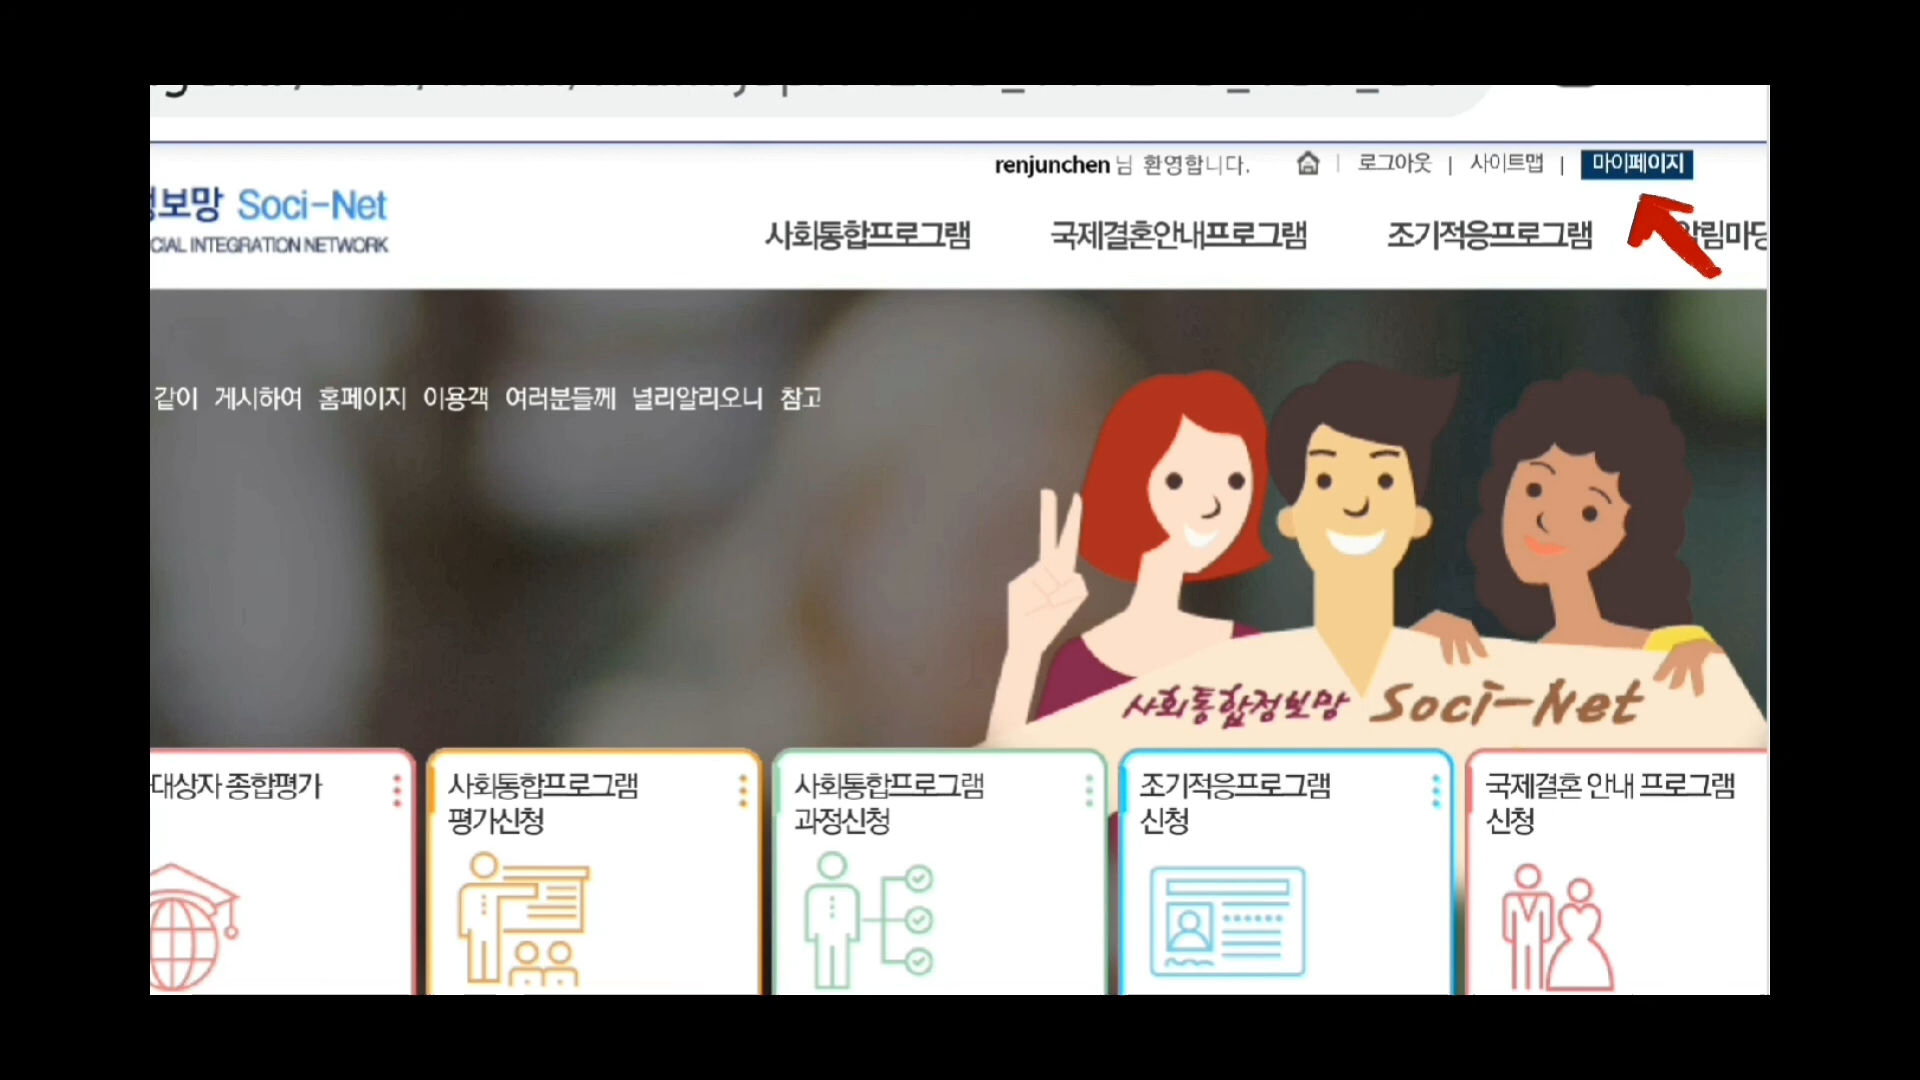 renjunchen 님 환영합니다. | 로그아웃 | 사이트맵 | 마이페이지
보망 Soci-Net
CIAL INTEGRATION NETWORK
사회통합프로그램 국제결혼안내프로그램 조기적응프로그램 알림마당
같이 게시하여 홈페이지 이용객 여러분들께 널리알리오니 참고
사회통합정보망 Soci-Net
대상자 종합평가
사회통합프로그램
평가신청
사회통합프로그램
과정신청
조기적응프로그램
신청
국제결혼 안내 프로그램
신청